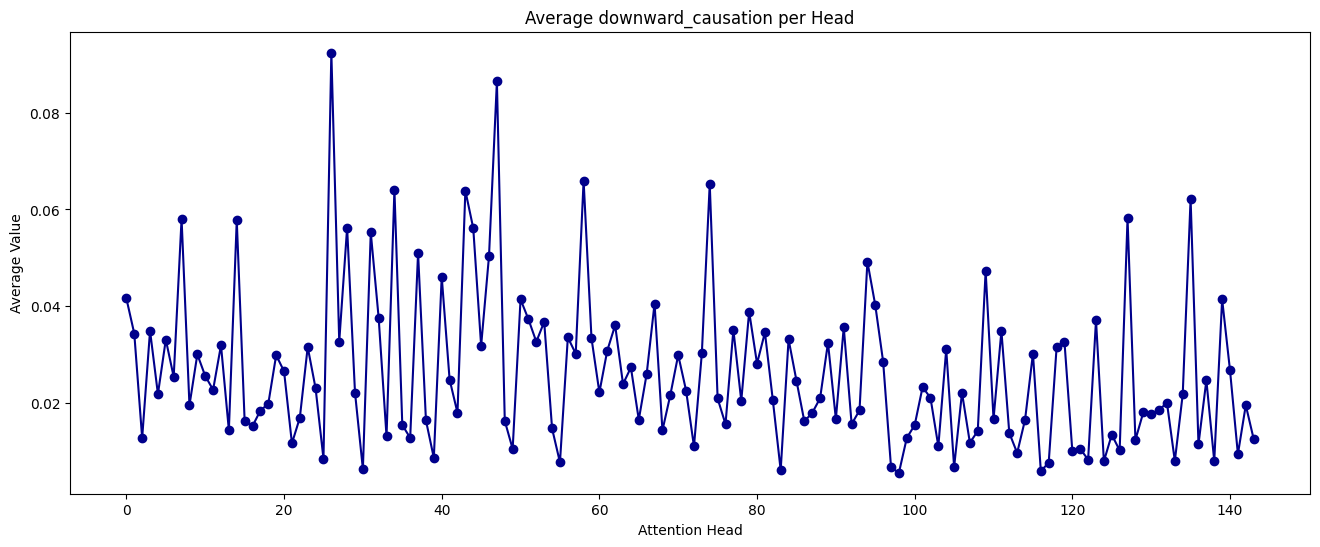 Average downward_causation per Head
Average Value
0.08
0.06
0.04
0.02
0 20 40 60 80 100 120 140
Attention Head